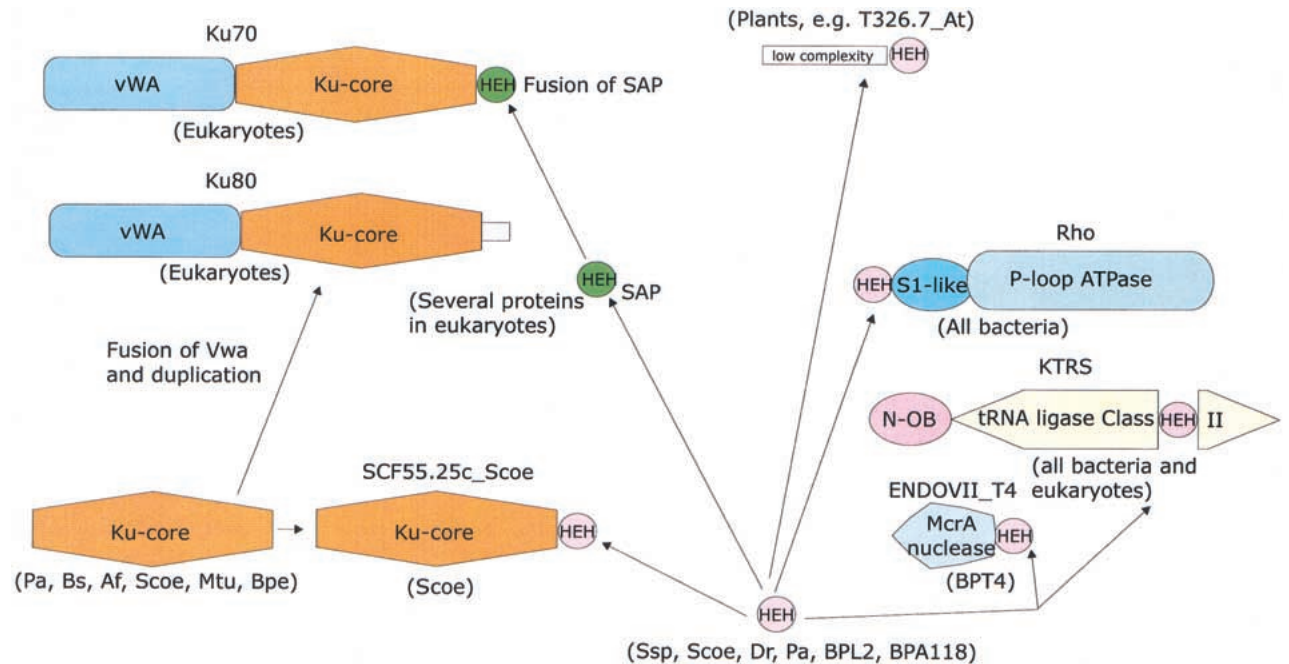 (Plants, e.g. T326.7_At)
low complexity
HEH
Ku70
vWA
Ku-core
HEH
Fusion of SAP
(Eukaryotes)
Ku80
vWA
Ku-core
(Eukaryotes)
HEH
SAP
(Several proteins
in eukaryotes)
Fusion of Vwa
and duplication
Rho
HEH
S1-like
P-loop ATPase
(All bacteria)
KTRS
N-OB
tRNA ligase Class
HEH
II
(all bacteria and
eukaryotes)
ENDOVII_T4
McrA
nuclease
HEH
(BPT4)
Ku-core
(Pa, Bs, Af, Scoe, Mtu, Bpe)
SCF55.25c_Scoe
Ku-core
HEH
(Scoe)
HEH
(Ssp, Scoe, Dr, Pa, BPL2, BPA118)